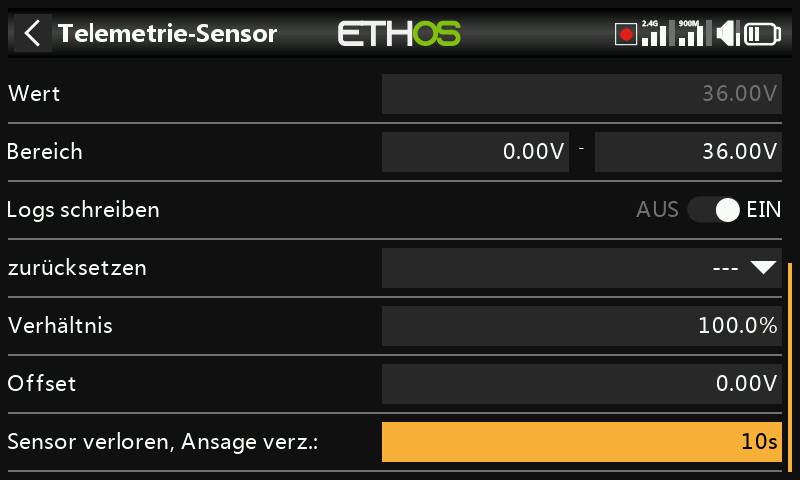 Telemetrie-Sensor ETHOS 2.4G 900M
Wert 36.00V
Bereich 0.00V - 36.00V
Logs schreiben AUS EIN
zurücksetzen ---
Verhältnis 100.0%
Offset 0.00V
Sensor verloren, Ansage verz.: 10s